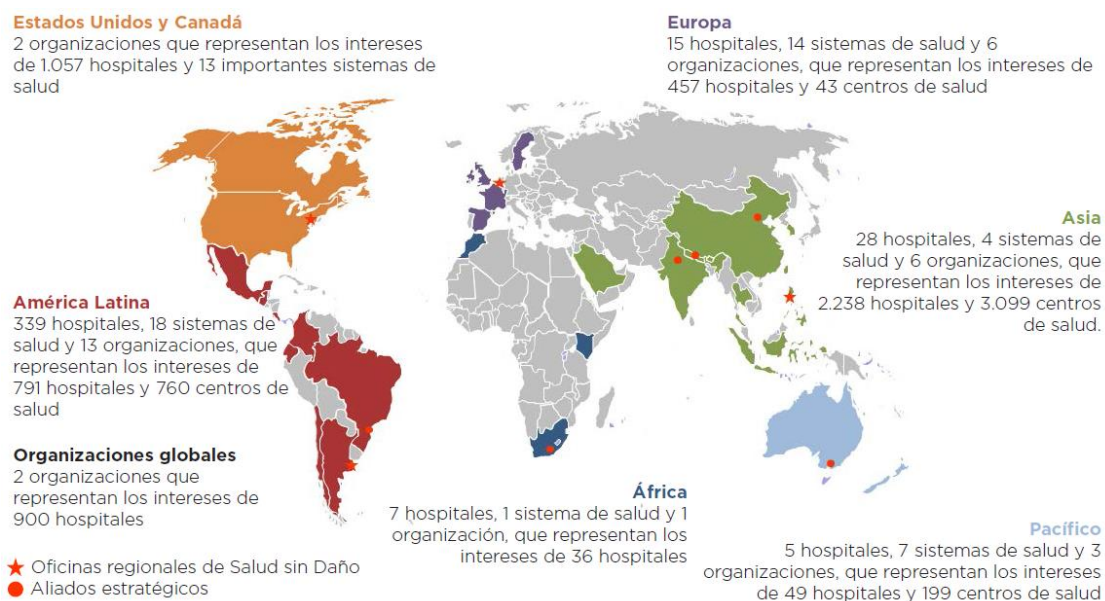 Estados Unidos y Canadá
2 organizaciones que representan los intereses
de 1.057 hospitales y 13 importantes sistemas de
salud
Europa
15 hospitales, 14 sistemas de salud y 6
organizaciones, que representan los intereses de
457 hospitales y 43 centros de salud
Asia
28 hospitales, 4 sistemas de
salud y 6 organizaciones, que
representan los intereses de
2.238 hospitales y 3.099 centros
de salud.
América Latina
339 hospitales, 18 sistemas de
salud y 13 organizaciones, que
representan los intereses de
791 hospitales y 760 centros de
salud
Organizaciones globales
2 organizaciones que
representan los intereses de
900 hospitales
África
7 hospitales, 1 sistema de salud y 1
organización, que representan los
intereses de 36 hospitales
Pacífico
5 hospitales, 7 sistemas de salud y 3
organizaciones, que representan los intereses
de 49 hospitales y 199 centros de salud
Oficinas regionales de Salud sin Daño
Aliados estratégicos